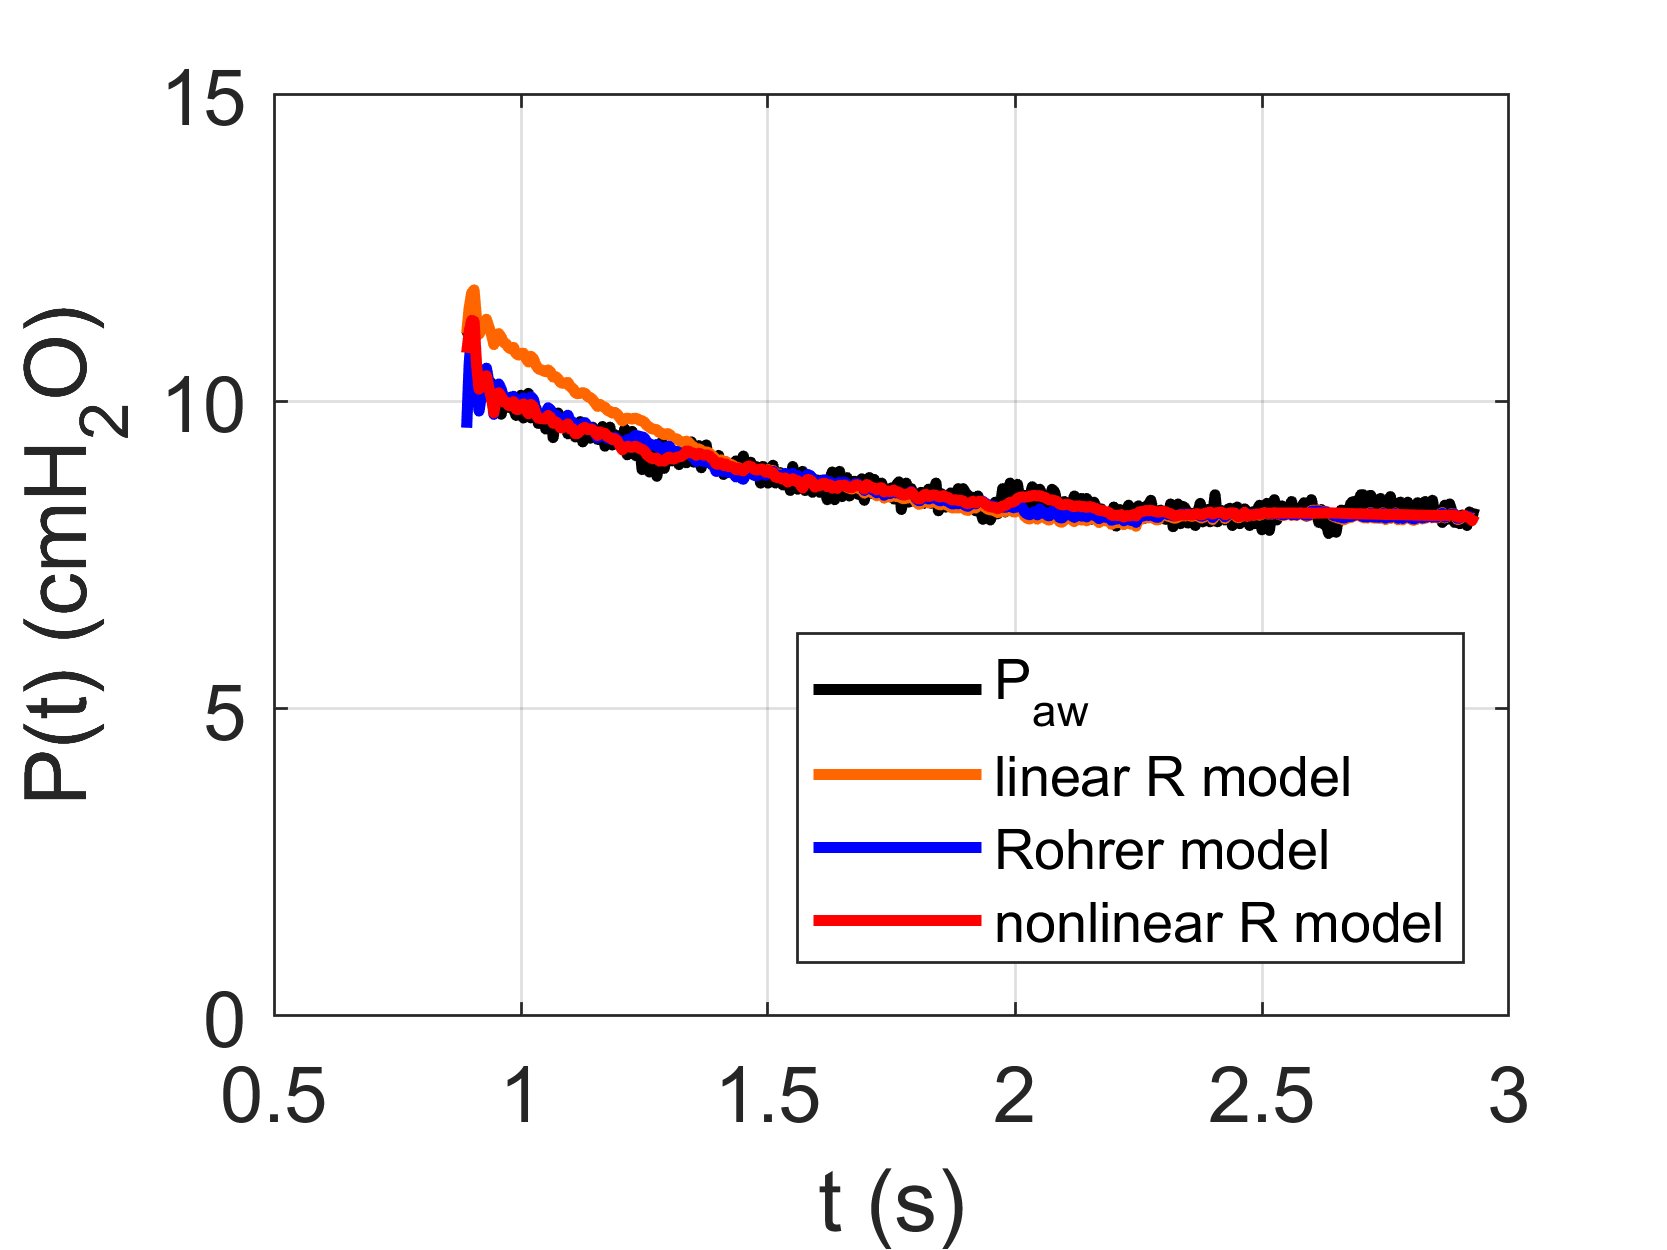 P(t) (cmH2O)
15
10
5
0
0.5 1 1.5 2 2.5 3
t (s)
Paw
linear R model
Rohrer model
nonlinear R model